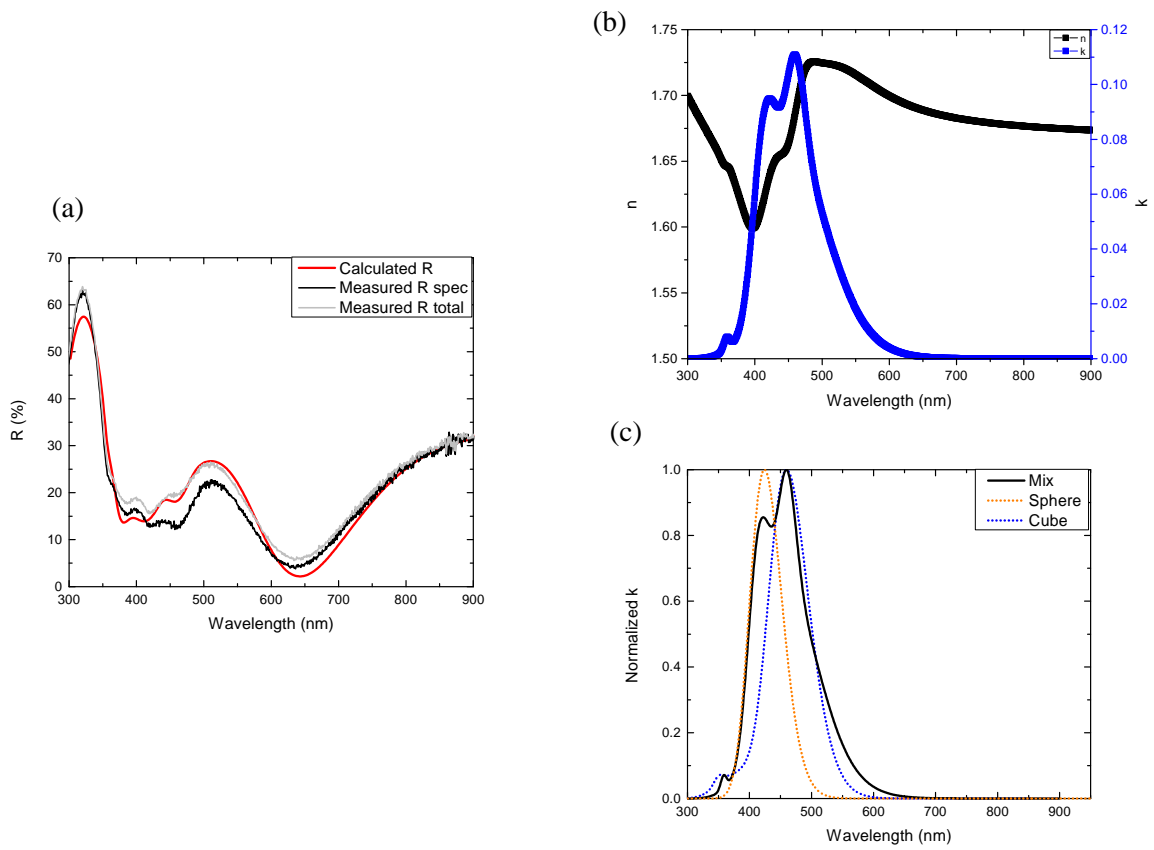 (a)
70
60
50
40
30
20
10
0
R (%)
300 400 500 600 700 800 900
Wavelength (nm)
Calculated R
Measured R spec
Measured R total
(b)
1.75
1.70
1.65
1.60
1.55
1.50
n
0.12
0.10
0.08
0.06
0.04
0.02
0.00
k
300 400 500 600 700 800 900
Wavelength (nm)
n
k
(c)
1.0
0.8
0.6
0.4
0.2
0.0
Normalized k
300 400 500 600 700 800 900
Wavelength (nm)
Mix
Sphere
Cube